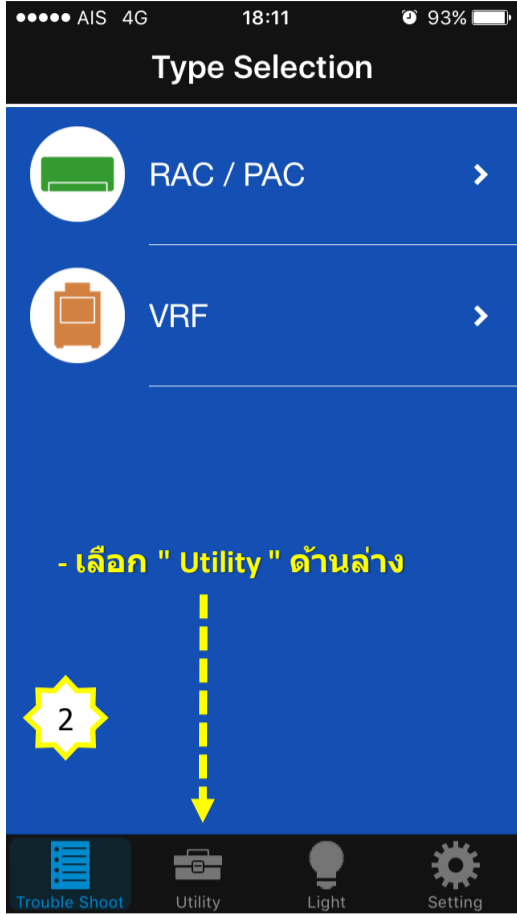 ●●●●● AIS 4G 18:11 93%
Type Selection
RAC / PAC
VRF
- เลือก " Utility " ด้านล่าง
2
Trouble Shoot Utility Light Setting